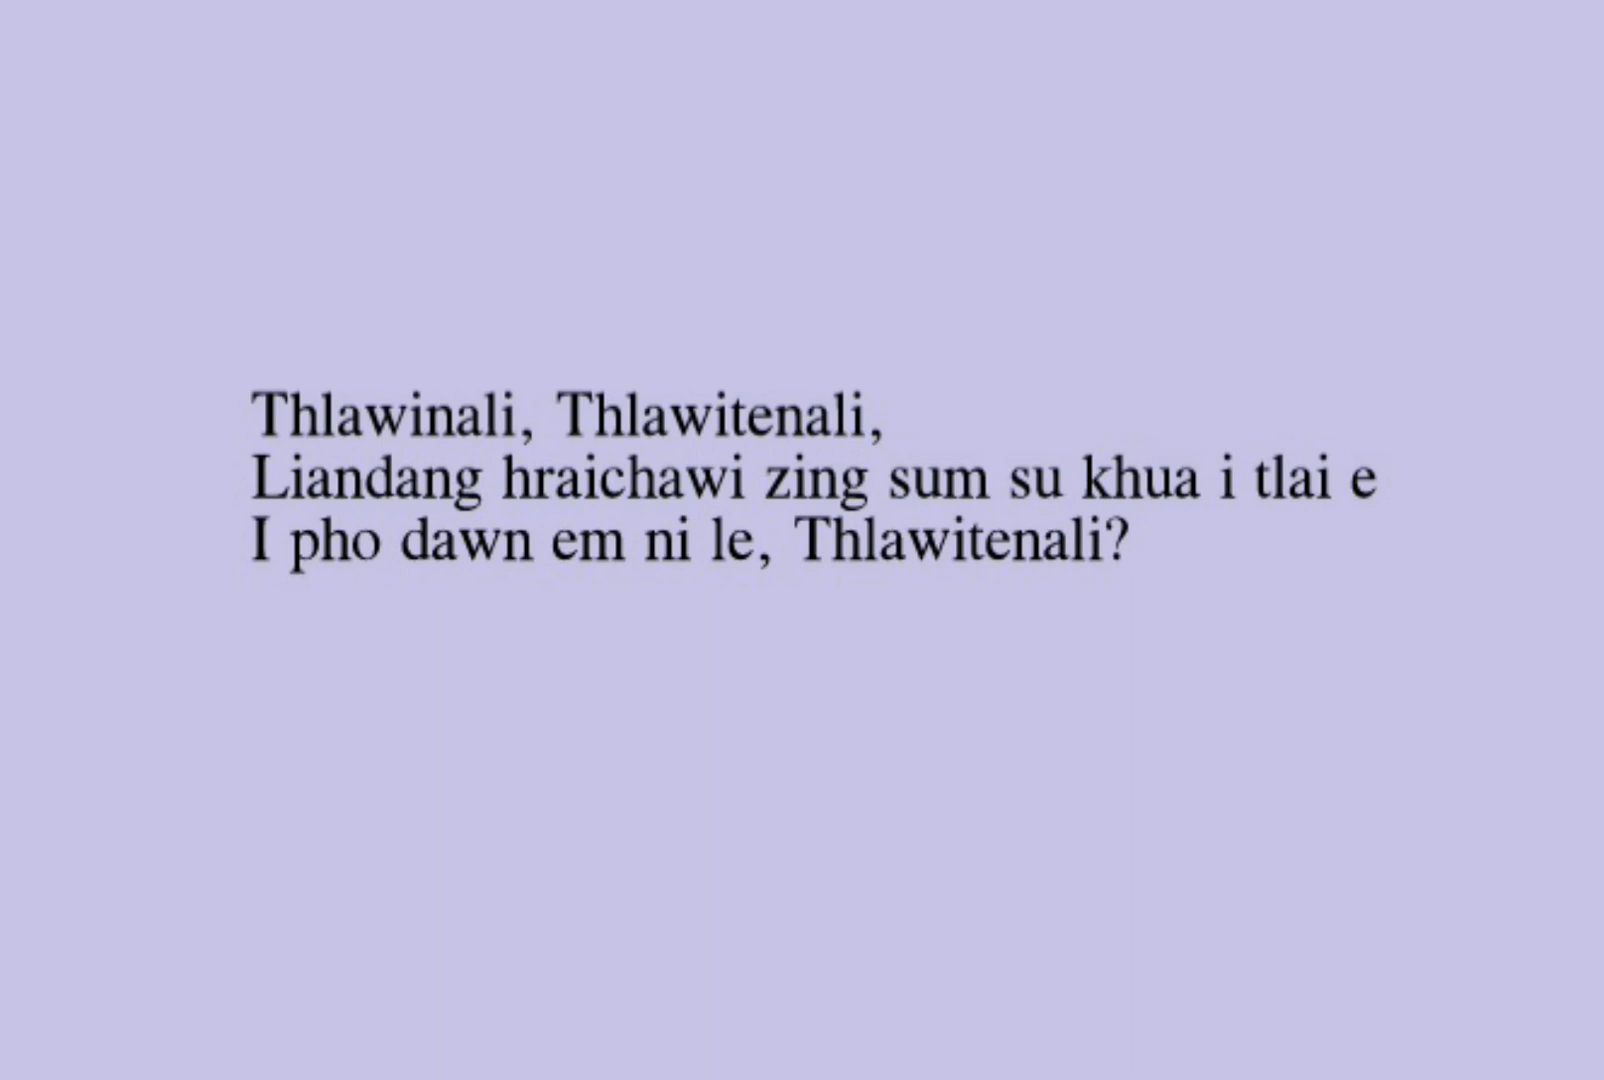 Thlawinali, Thlawitenali,
Liandang hraichawi zing sum su khua i tlai e
I pho dawn em ni le, Thlawitenali?